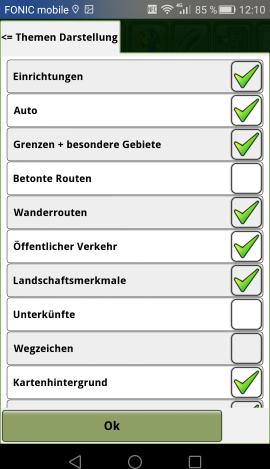 FONIC mobile 85 % 12:10
<= Themen Darstellung
Einrichtungen
Auto
Grenzen + besondere Gebiete
Betonte Routen
Wanderrouten
Öffentlicher Verkehr
Landschaftsmerkmale
Unterkünfte
Wegzeichen
Kartenhintergrund
Ok